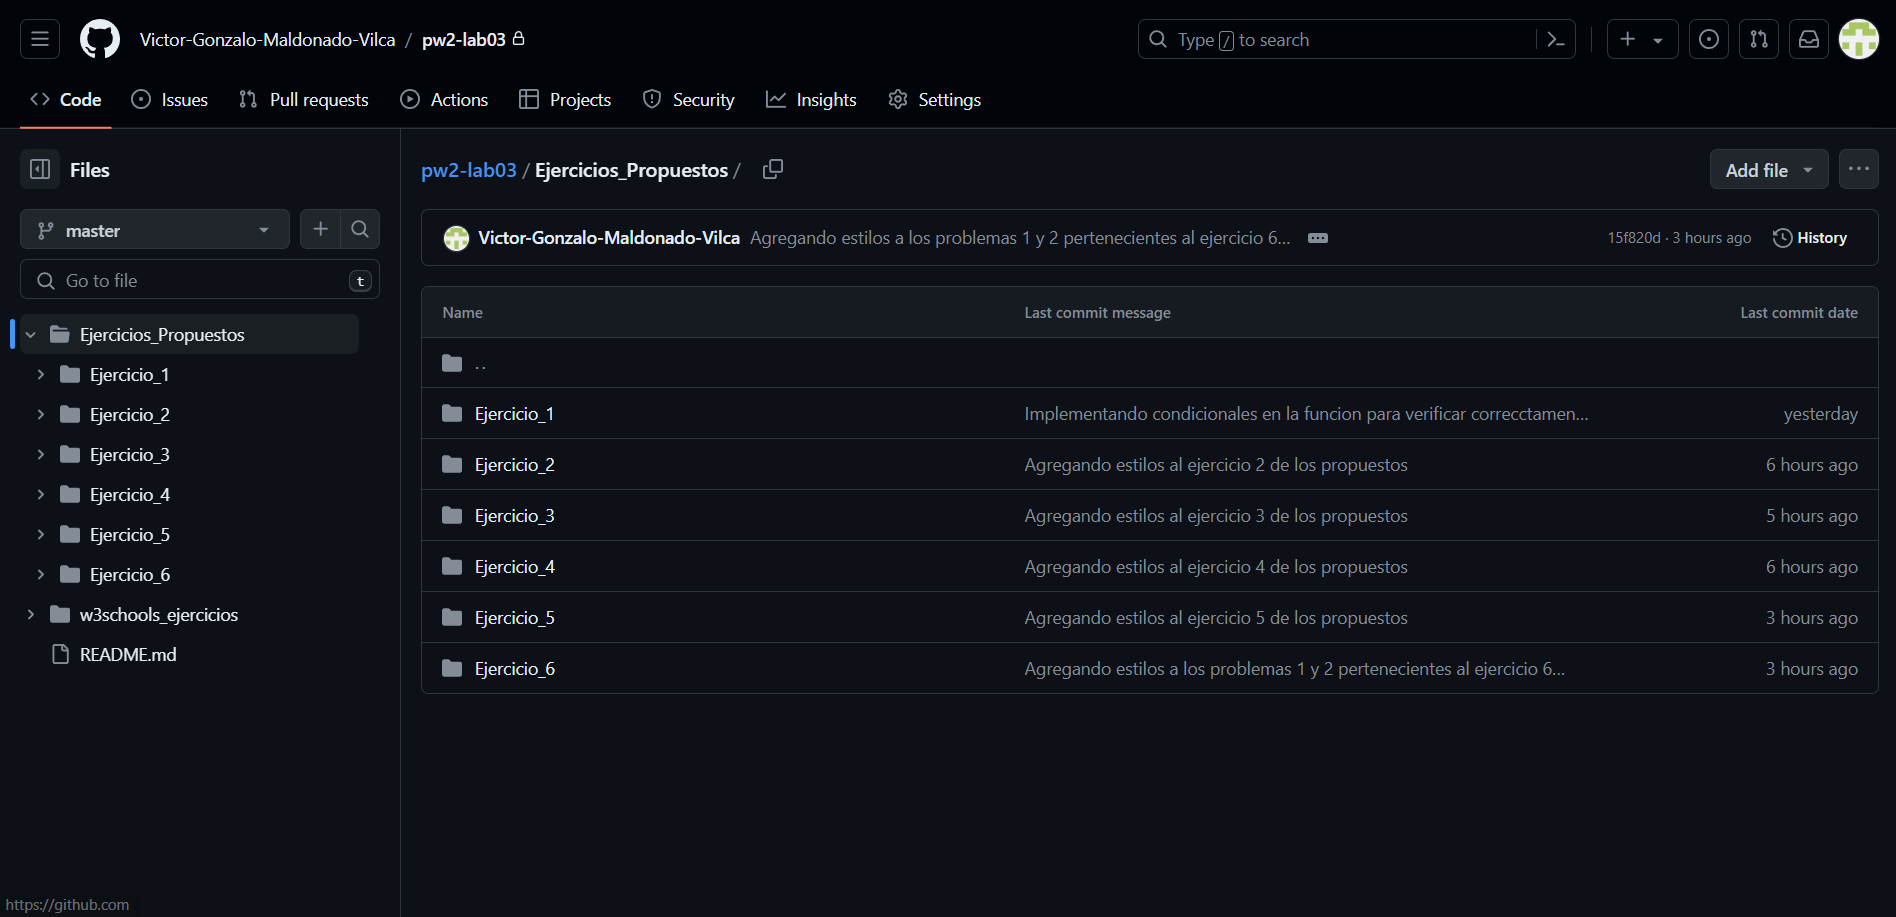 Victor-Gonzalo-Maldonado-Vilca / pw2-lab03
Type / to search
Code
Issues
Pull requests
Actions
Projects
Security
Insights
Settings
Files
master
Go to file
t
Ejercicios_Propuestos
Ejercicio_1
Ejercicio_2
Ejercicio_3
Ejercicio_4
Ejercicio_5
Ejercicio_6
w3schools_ejercicios
README.md
pw2-lab03 / Ejercicios_Propuestos /
Add file
Victor-Gonzalo-Maldonado-Vilca Agregando estilos a los problemas 1 y 2 pertenecientes al ejercicio 6... 15f820d · 3 hours ago History
Name Last commit message Last commit date
..
Ejercicio_1 Implementando condicionales en la funcion para verificar correcctamen... yesterday
Ejercicio_2 Agregando estilos al ejercicio 2 de los propuestos 6 hours ago
Ejercicio_3 Agregando estilos al ejercicio 3 de los propuestos 5 hours ago
Ejercicio_4 Agregando estilos al ejercicio 4 de los propuestos 6 hours ago
Ejercicio_5 Agregando estilos al ejercicio 5 de los propuestos 3 hours ago
Ejercicio_6 Agregando estilos a los problemas 1 y 2 pertenecientes al ejercicio 6... 3 hours ago
https://github.com